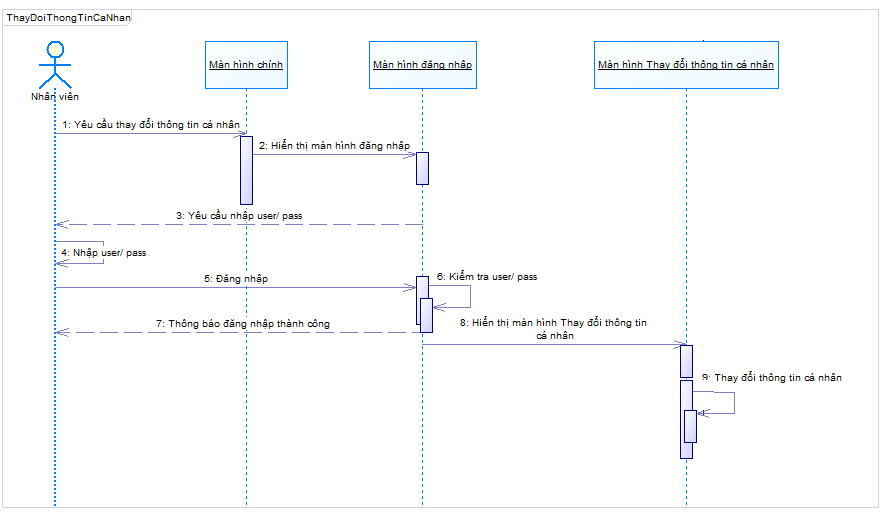 ThayDoiThongTinCaNhan
Màn hình chính
Màn hình đăng nhập
Màn hình Thay đổi thông tin cá nhân
Nhân viên
1: Yêu cầu thay đổi thông tin cá nhân
2: Hiển thị màn hình đăng nhập
3: Yêu cầu nhập user/ pass
4: Nhập user/ pass
5: Đăng nhập
6: Kiểm tra user/ pass
7: Thông báo đăng nhập thành công
8: Hiển thị màn hình Thay đổi thông tin
cá nhân
9: Thay đổi thông tin cá nhân